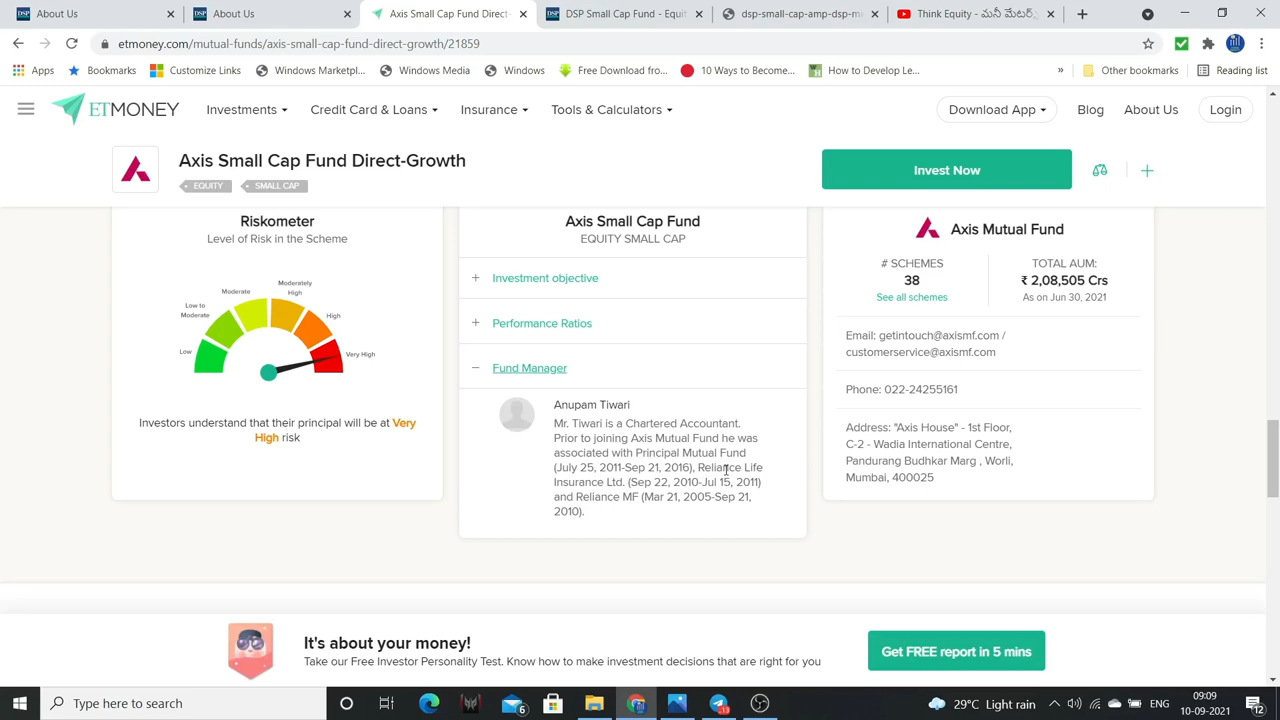 About Us
DSP Small Cap Fund - Equi
Axis Small Cap Fund Direct-
DSP Small Cap Fund - Equit
dsp-small-cap-dsp-m
Think Equity - మనీ
etmoney.com/mutual-funds/axis-small-cap-fund-direct-growth/21859
Apps
Bookmarks
Customize Links
Windows Marketpl...
Windows Media
Windows
Free Download fro...
10 Ways to Become...
How to Develop Le...
»
Other bookmarks
Reading list
ETMONEY
Investments
Credit Card & Loans
Insurance
Tools & Calculators
Download App
Blog
About Us
Login
Axis Small Cap Fund Direct-Growth
EQUITY
SMALL CAP
Invest Now
Riskometer
Level of Risk in the Scheme
Low
Low to
Moderate
Moderate
Moderately
High
High
Very High
Investors understand that their principal will be at Very
High risk
Axis Small Cap Fund
EQUITY SMALL CAP
+ Investment objective
+ Performance Ratios
− Fund Manager
Anupam Tiwari
Mr. Tiwari is a Chartered Accountant.
Prior to joining Axis Mutual Fund he was
associated with Principal Mutual Fund
(July 25, 2011-Sep 21, 2016), Reliance Life
Insurance Ltd. (Sep 22, 2010-Jul 15, 2011)
and Reliance MF (Mar 21, 2005-Sep 21,
2010).
Axis Mutual Fund
# SCHEMES
38
See all schemes
TOTAL AUM:
₹ 2,08,505 Crs
As on Jun 30, 2021
Email: getintouch@axismf.com /
customerservice@axismf.com
Phone: 022-24255161
Address: "Axis House" - 1st Floor,
C-2 - Wadia International Centre,
Pandurang Budhkar Marg , Worli,
Mumbai, 400025
It's about your money!
Take our Free Investor Personality Test. Know how to make investment decisions that are right for you
Get FREE report in 5 mins
Type here to search
6
13
29°C Light rain
ENG
09:09
10-09-2021